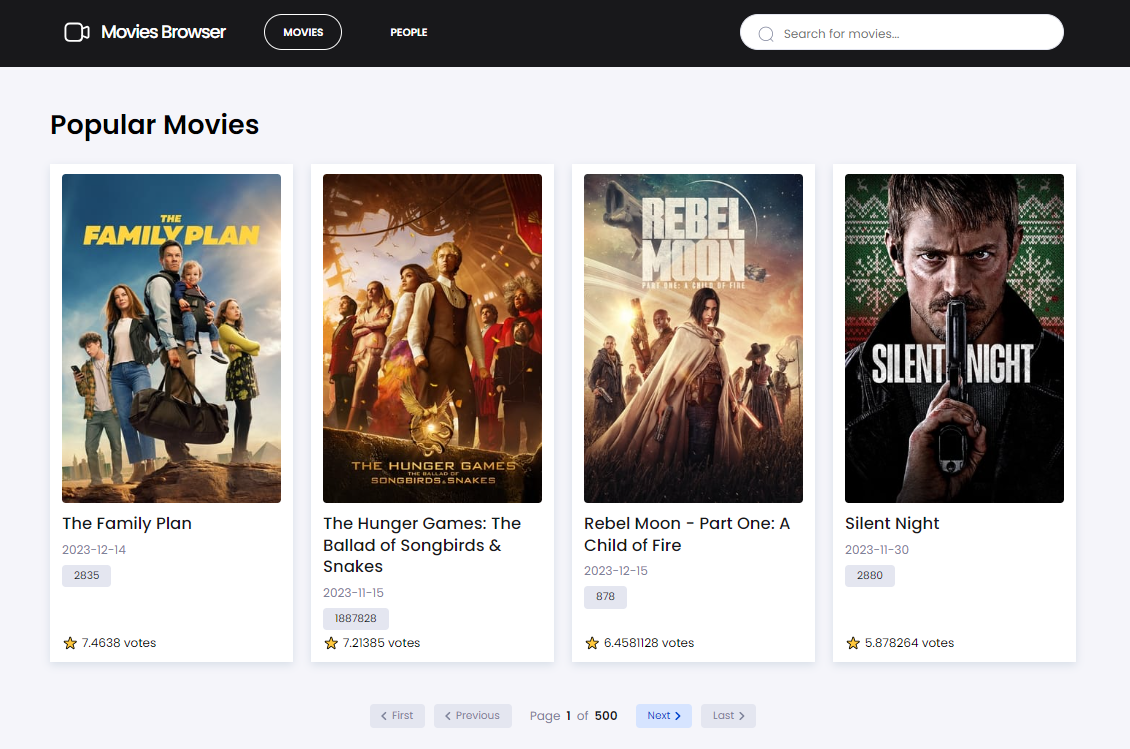 Movies Browser
MOVIES
PEOPLE
Search for movies...
Popular Movies
THE
FAMILY PLAN
THE HUNGER GAMES
THE BALLAD OF
SONGBIRDS & SNAKES
REBEL
MOON
PART ONE: A CHILD OF FIRE
SILENT NIGHT
The Family Plan
2023-12-14
2835
7.4638 votes
The Hunger Games: The
Ballad of Songbirds &
Snakes
2023-11-15
1887828
7.21385 votes
Rebel Moon - Part One: A
Child of Fire
2023-12-15
878
6.4581128 votes
Silent Night
2023-11-30
2880
5.878264 votes
First
Previous
Page 1 of 500
Next
Last